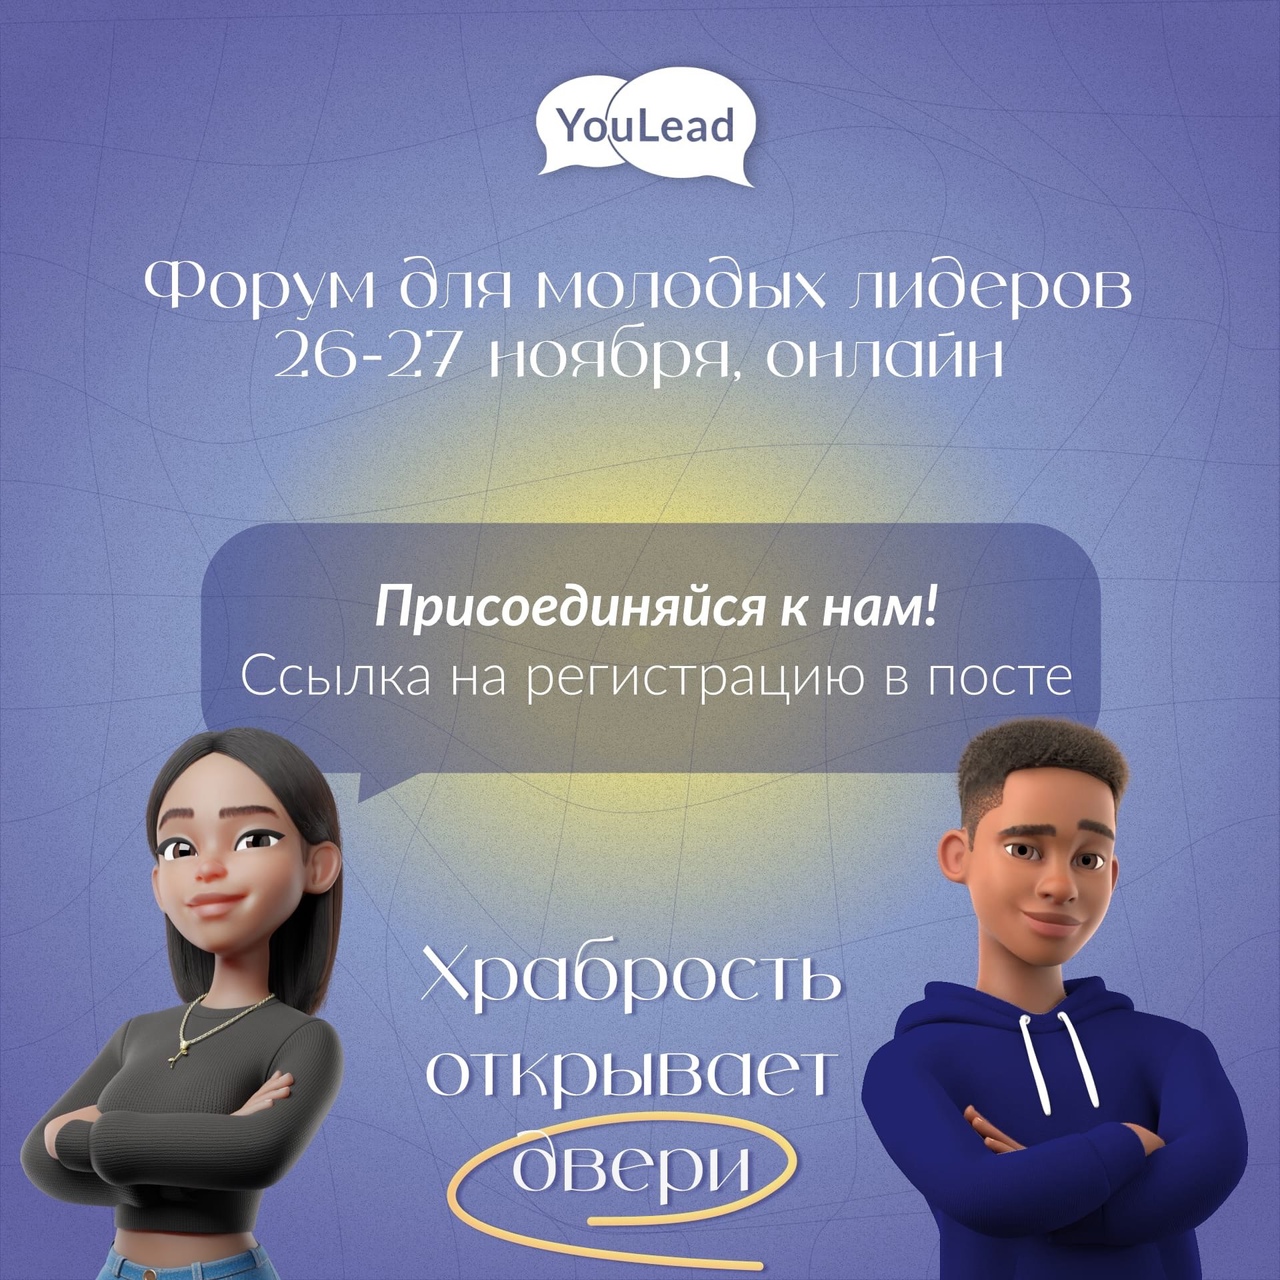 YouLead
Форум для молодых лидеров
26-27 ноября, онлайн
Присоединяйся к нам!
Ссылка на регистрацию в посте
Храбрость
открывает
двери